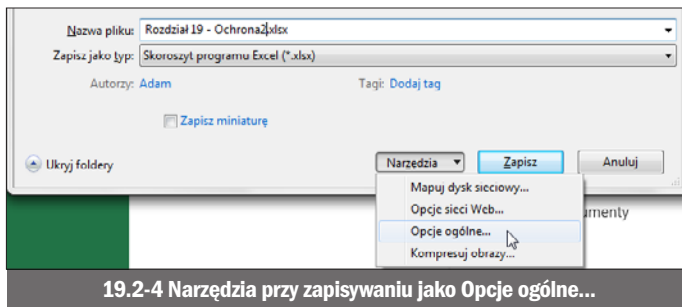 Nazwa pliku: Rozdział 19 - Ochrona2.xlsx
Zapisz jako typ: Skoroszyt programu Excel (*.xlsx)
Autorzy: Adam Tagi: Dodaj tag
Zapisz miniaturę
Ukryj foldery Narzędzia Zapisz Anuluj
Mapuj dysk sieciowy...
Opcje sieci Web...
umenty
Opcje ogólne...
Kompresuj obrazy...
19.2-4 Narzędzia przy zapisywaniu jako Opcje ogólne...